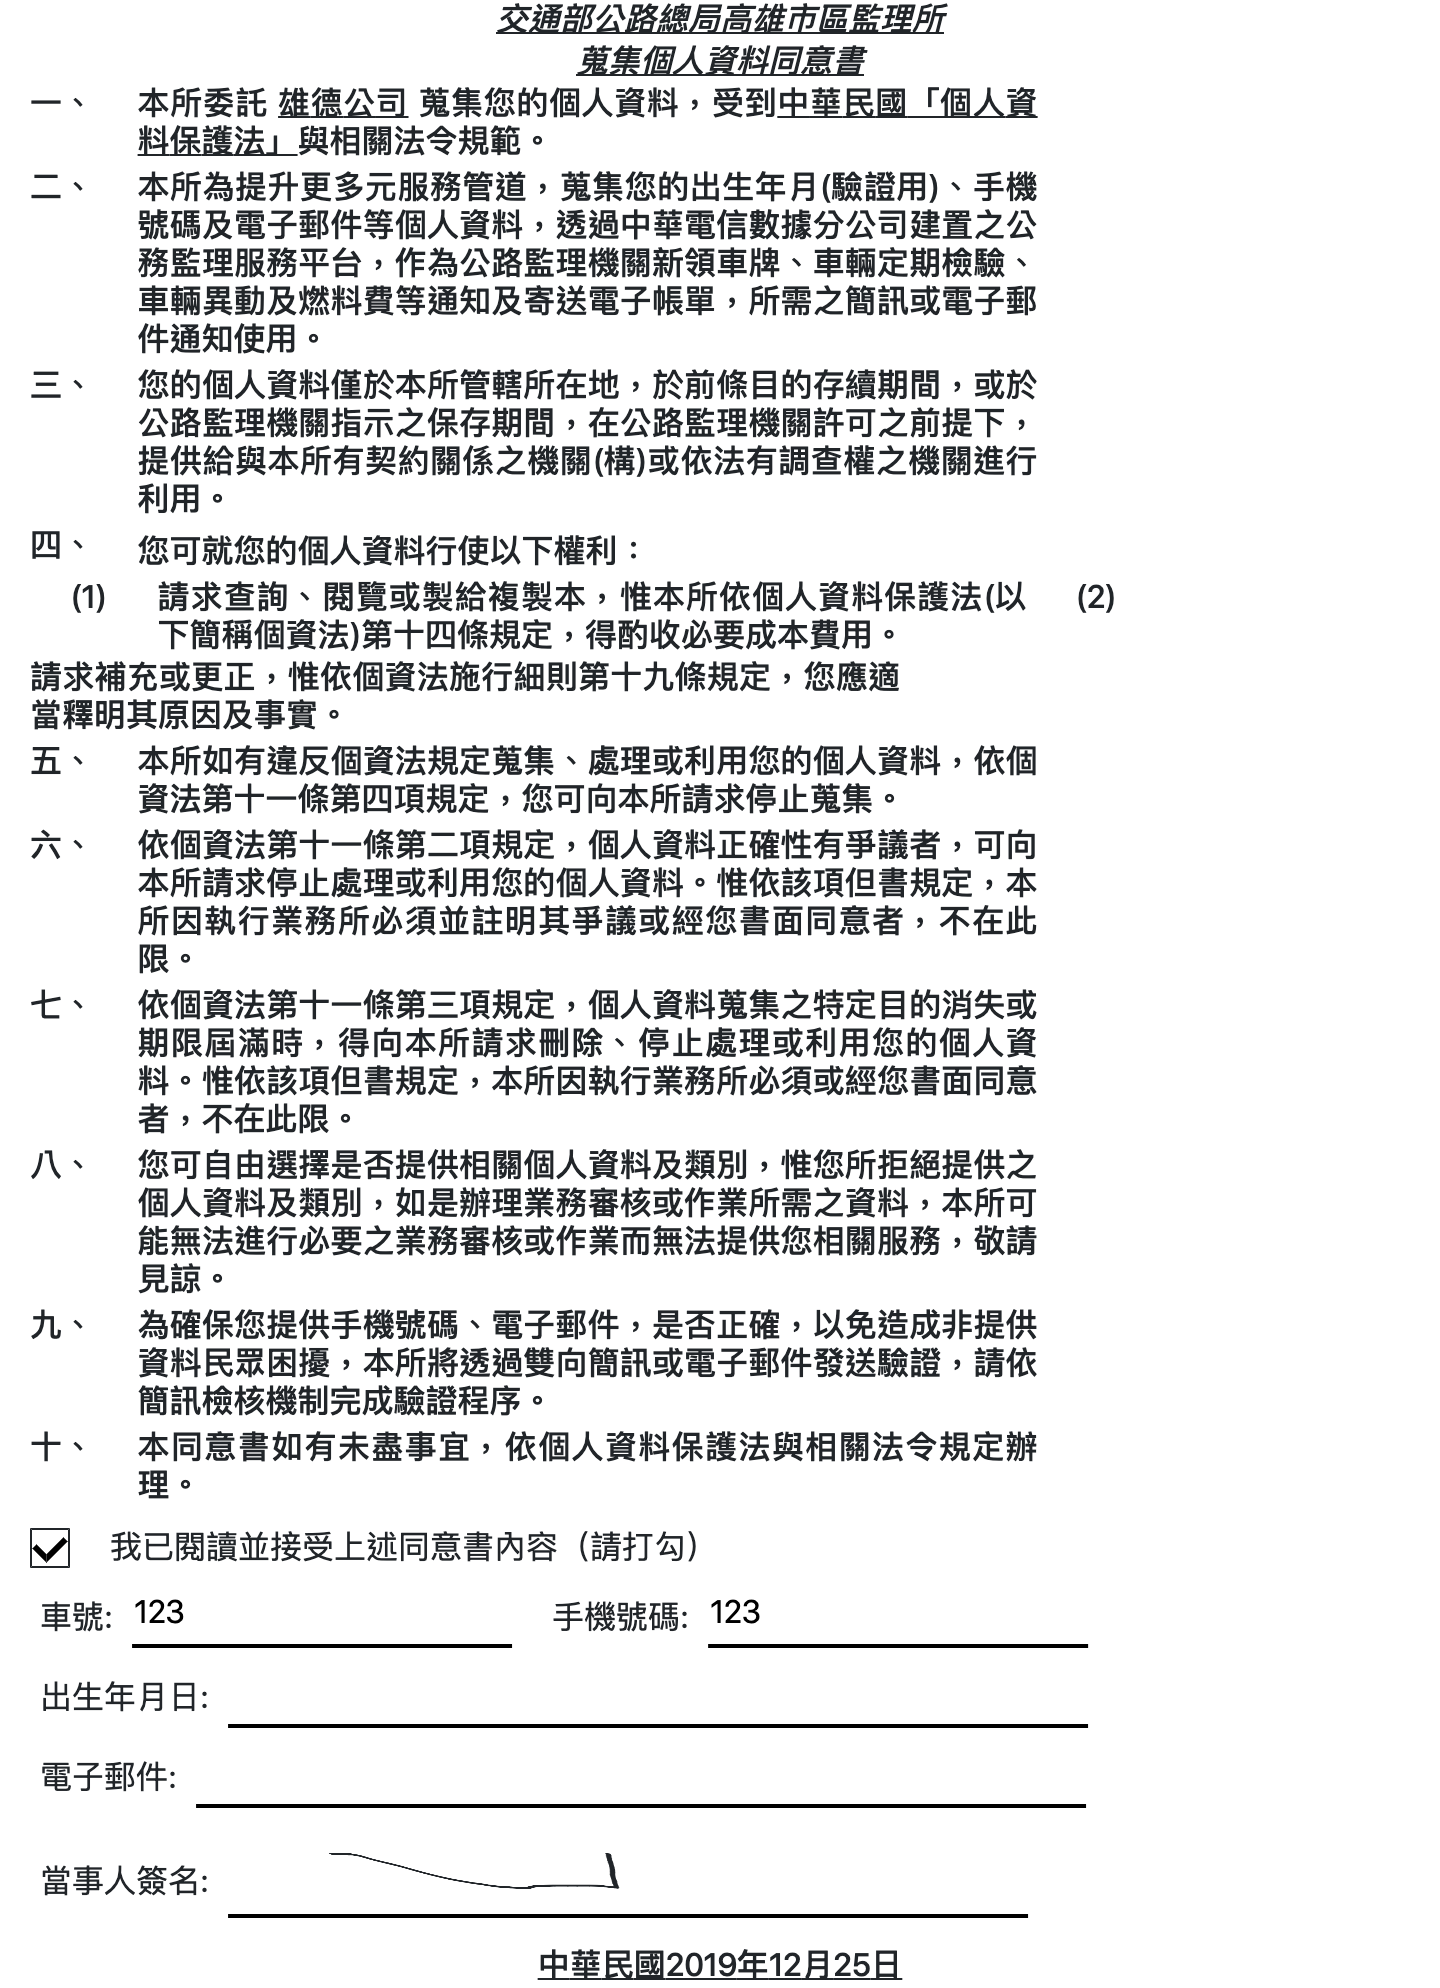 交通部公路總局高雄市區監理所
蒐集個人資料同意書
一、 本所委託 雄德公司 蒐集您的個人資料，受到中華民國「個人資
料保護法」與相關法令規範。
二、 本所為提升更多元服務管道，蒐集您的出生年月(驗證用)、手機
號碼及電子郵件等個人資料，透過中華電信數據分公司建置之公
務監理服務平台，作為公路監理機關新領車牌、車輛定期檢驗、
車輛異動及燃料費等通知及寄送電子帳單，所需之簡訊或電子郵
件通知使用。
三、 您的個人資料僅於本所管轄所在地，於前條目的存續期間，或於
公路監理機關指示之保存期間，在公路監理機關許可之前提下，
提供給與本所有契約關係之機關(構)或依法有調查權之機關進行
利用。
四、 您可就您的個人資料行使以下權利：
(1) 請求查詢、閱覽或製給複製本，惟本所依個人資料保護法(以 (2)
下簡稱個資法)第十四條規定，得酌收必要成本費用。
請求補充或更正，惟依個資法施行細則第十九條規定，您應適
當釋明其原因及事實。
五、 本所如有違反個資法規定蒐集、處理或利用您的個人資料，依個
資法第十一條第四項規定，您可向本所請求停止蒐集。
六、 依個資法第十一條第二項規定，個人資料正確性有爭議者，可向
本所請求停止處理或利用您的個人資料。惟依該項但書規定，本
所因執行業務所必須並註明其爭議或經您書面同意者，不在此
限。
七、 依個資法第十一條第三項規定，個人資料蒐集之特定目的消失或
期限屆滿時，得向本所請求刪除、停止處理或利用您的個人資
料。惟依該項但書規定，本所因執行業務所必須或經您書面同意
者，不在此限。
八、 您可自由選擇是否提供相關個人資料及類別，惟您所拒絕提供之
個人資料及類別，如是辦理業務審核或作業所需之資料，本所可
能無法進行必要之業務審核或作業而無法提供您相關服務，敬請
見諒。
九、 為確保您提供手機號碼、電子郵件，是否正確，以免造成非提供
資料民眾困擾，本所將透過雙向簡訊或電子郵件發送驗證，請依
簡訊檢核機制完成驗證程序。
十、 本同意書如有未盡事宜，依個人資料保護法與相關法令規定辦
理。
我已閱讀並接受上述同意書內容（請打勾）
車號: 123 手機號碼: 123
出生年月日:
電子郵件:
當事人簽名:
中華民國2019年12月25日